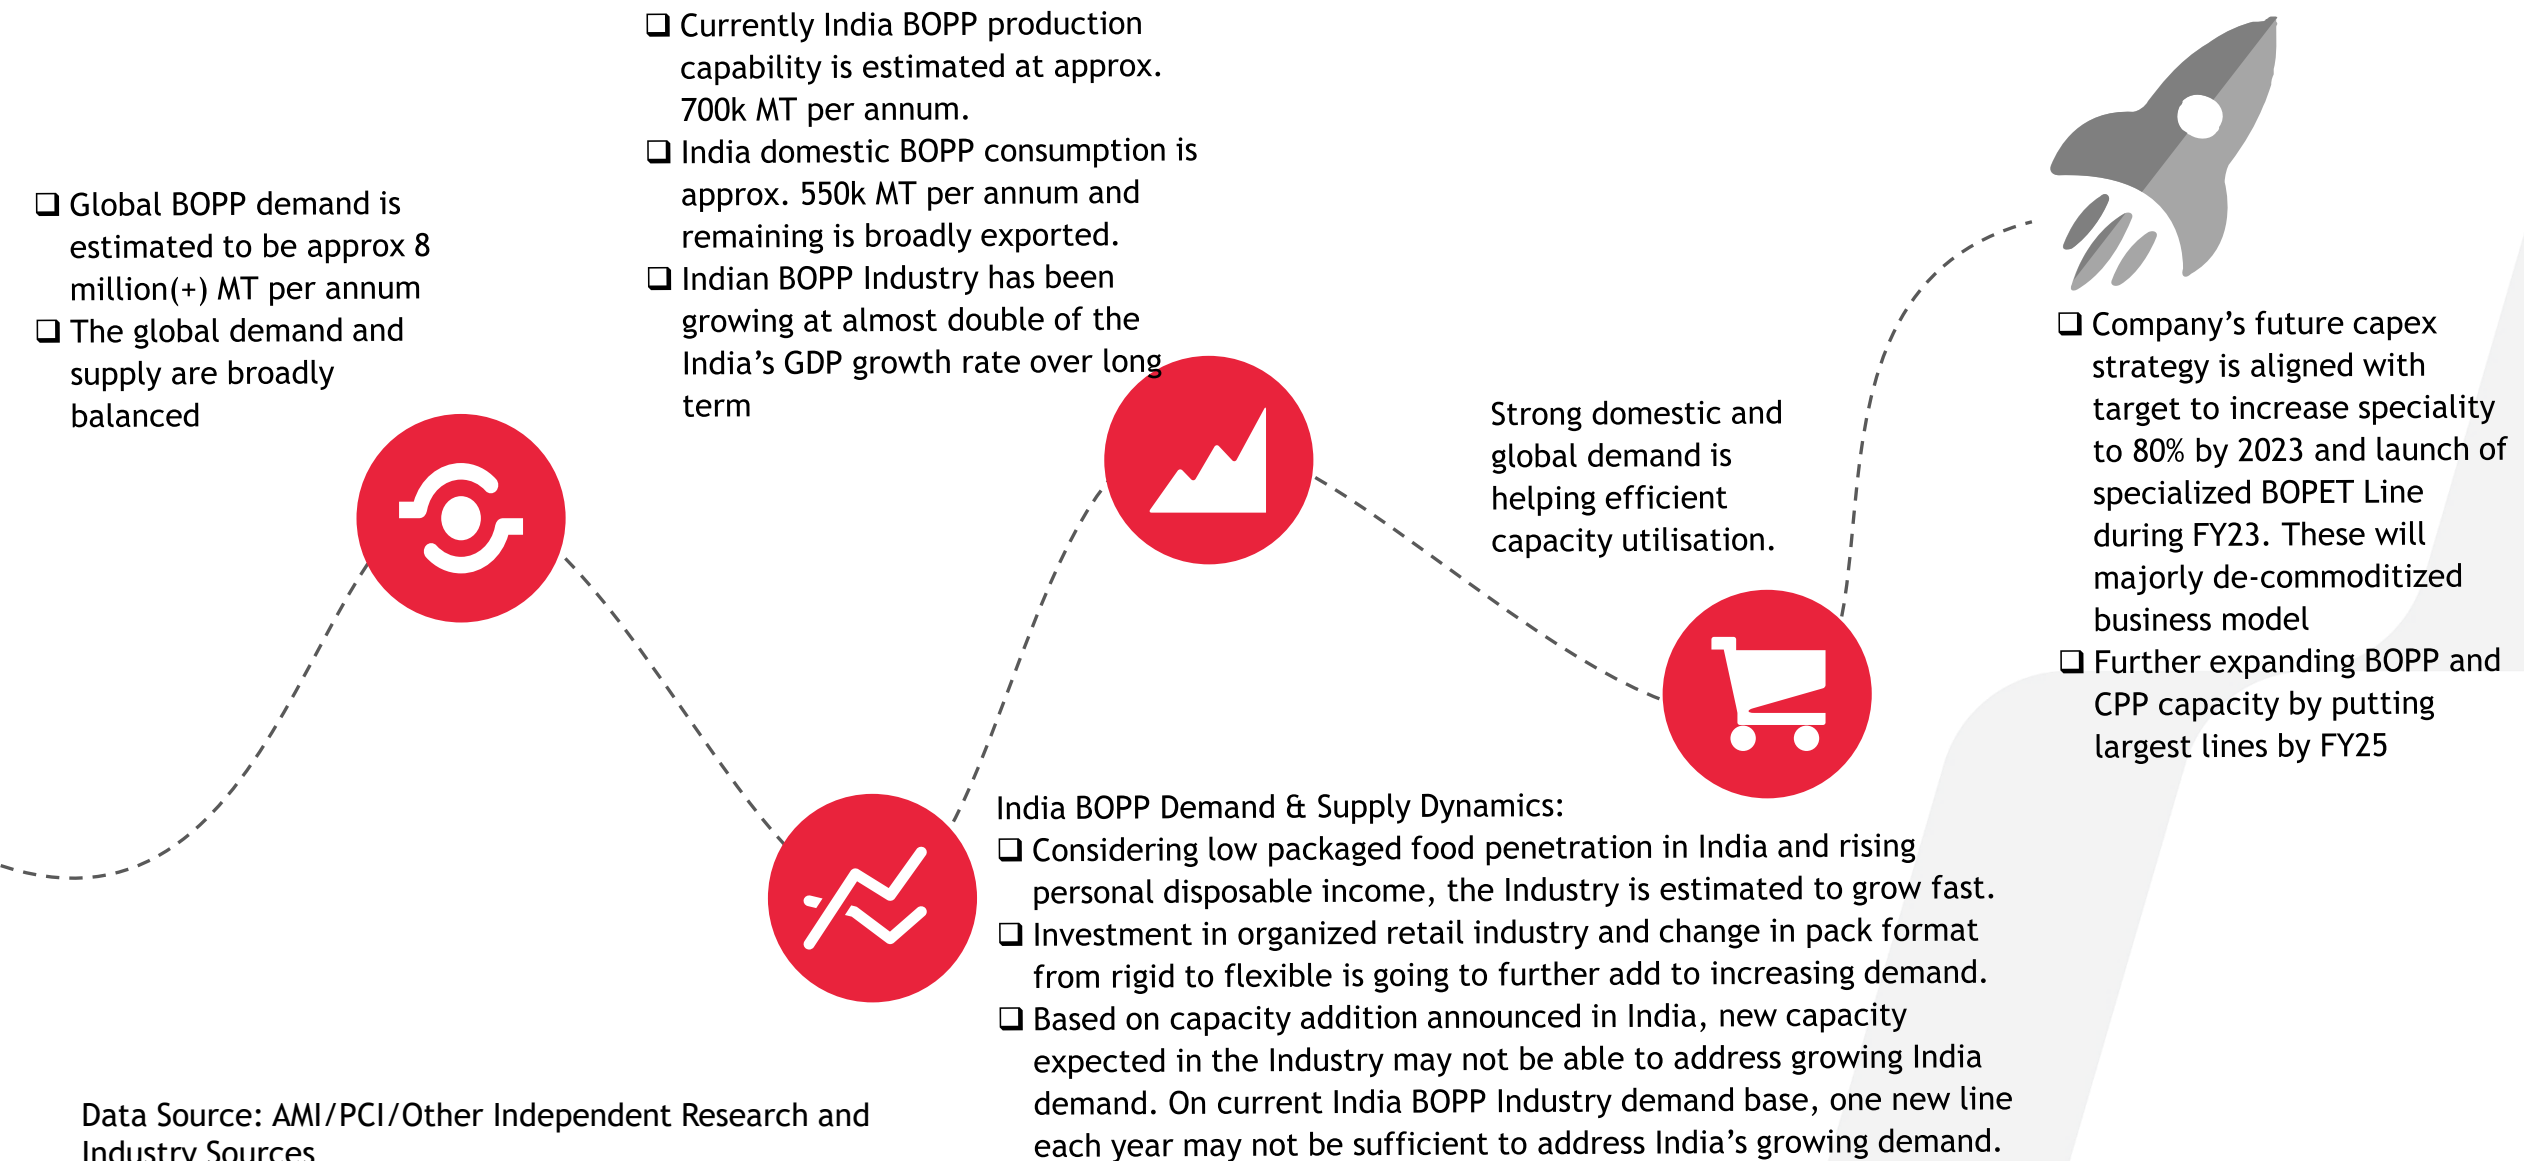 Global BOPP demand is
estimated to be approx 8
million(+) MT per annum
The global demand and
supply are broadly
balanced
Currently India BOPP production
capability is estimated at approx.
700k MT per annum.
India domestic BOPP consumption is
approx. 550k MT per annum and
remaining is broadly exported.
Indian BOPP Industry has been
growing at almost double of the
India’s GDP growth rate over long
term
Strong domestic and
global demand is
helping efficient
capacity utilisation.
Company’s future capex
strategy is aligned with
target to increase speciality
to 80% by 2023 and launch of
specialized BOPET Line
during FY23. These will
majorly de-commoditized
business model
Further expanding BOPP and
CPP capacity by putting
largest lines by FY25
India BOPP Demand & Supply Dynamics:
Considering low packaged food penetration in India and rising
personal disposable income, the Industry is estimated to grow fast.
Investment in organized retail industry and change in pack format
from rigid to flexible is going to further add to increasing demand.
Based on capacity addition announced in India, new capacity
expected in the Industry may not be able to address growing India
demand. On current India BOPP Industry demand base, one new line
each year may not be sufficient to address India’s growing demand.
Data Source: AMI/PCI/Other Independent Research and
Industry Sources